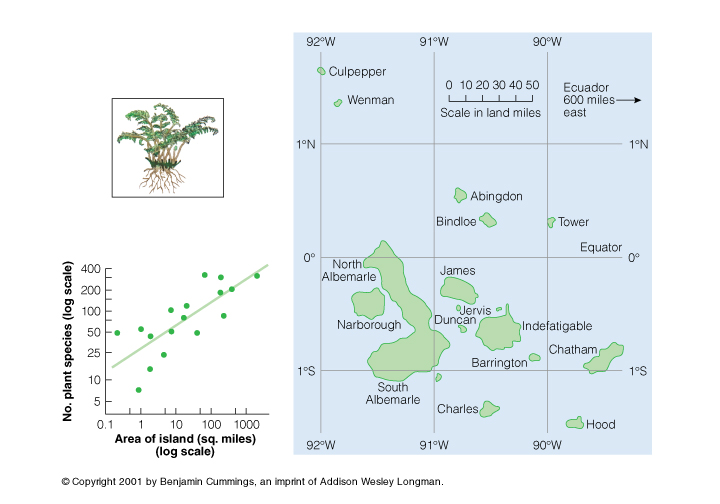 92°W 91°W 90°W
Culpepper
Wenman
0 10 20 30 40 50
Scale in land miles
Ecuador
600 miles
east
1°N 1°N
Abingdon
Bindloe
Tower
Equator
0° 0°
North
Albemarle
James
Narborough
Jervis
Duncan
Indefatigable
Barrington
Chatham
1°S 1°S
South
Albemarle
Charles
Hood
92°W 91°W 90°W
No. plant species (log scale)
400
200
100
50
25
10
5
0.1 1 10 100 1000
Area of island (sq. miles)
(log scale)
© Copyright 2001 by Benjamin Cummings, an imprint of Addison Wesley Longman.